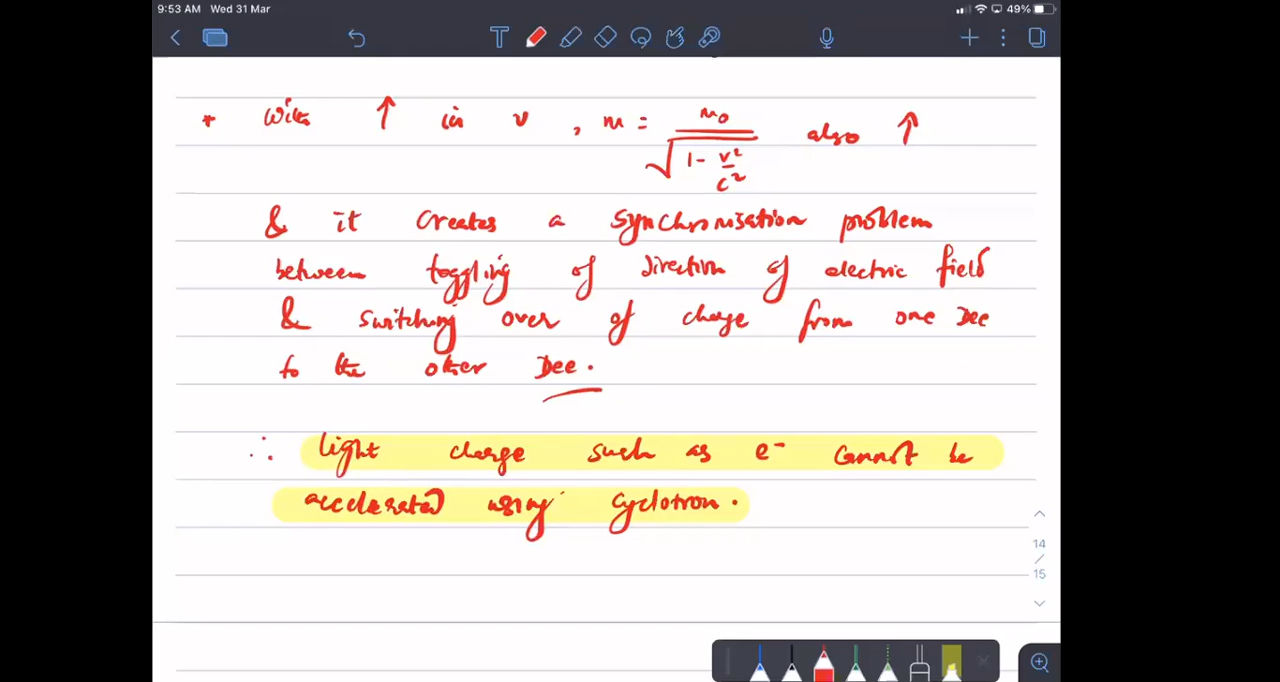 9:53 AM Wed 31 Mar 49%
* With ↑ in v , m = m₀ / √(1 - v²/c²) also ↑
& it creates a synchronisation problem
between toggling of direction of electric field
& switching over of charge from one Dee
to the other Dee.
∴ light charge such as e⁻ cannot be
accelerated using cyclotron.
14
/
15